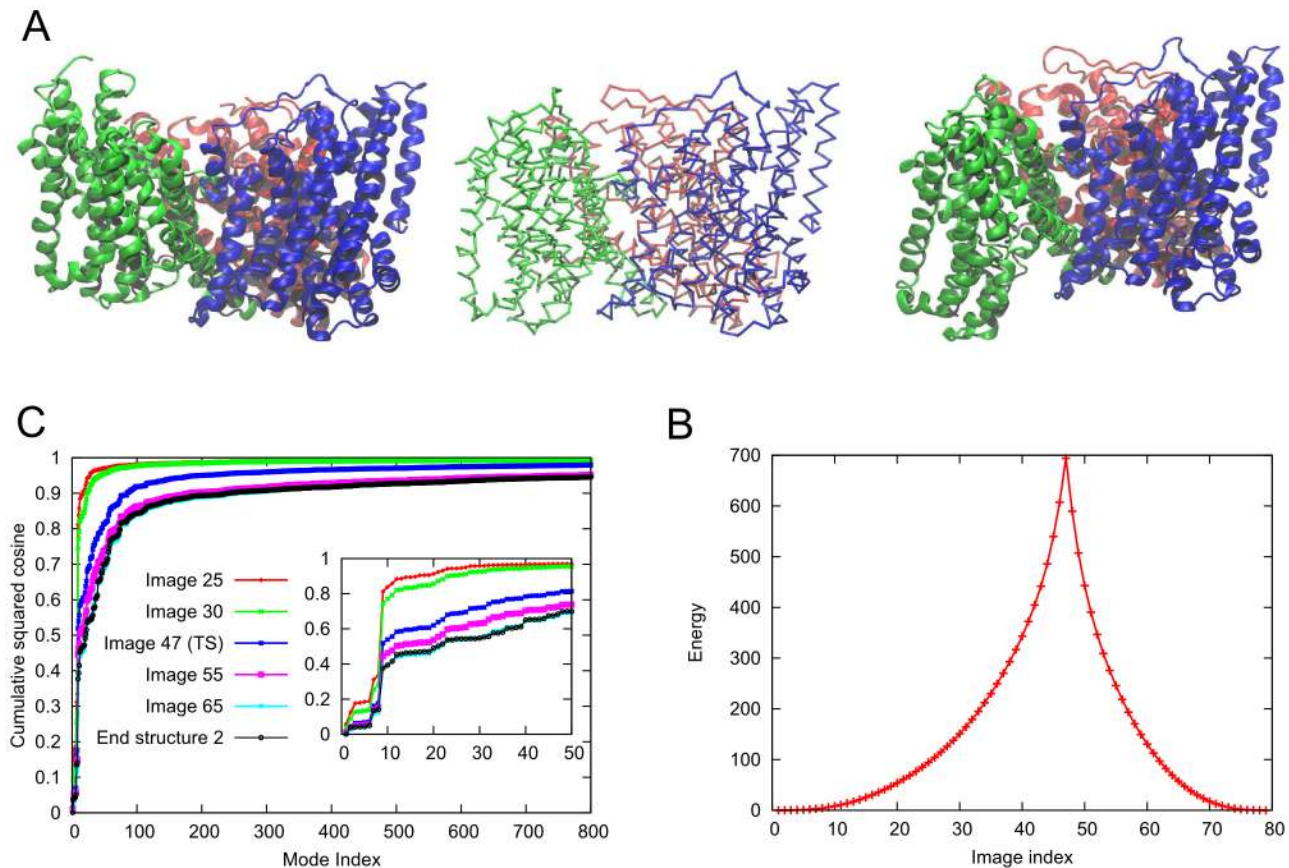 A
C
Cumulative squared cosine
1
0.9
0.8
0.7
0.6
0.5
0.4
0.3
0.2
0.1
0
0 100 200 300 400 500 600 700 800
Mode Index
Image 25
Image 30
Image 47 (TS)
Image 55
Image 65
End structure 2
1
0.8
0.6
0.4
0.2
0
0 10 20 30 40 50
B
Energy
700
600
500
400
300
200
100
0
0 10 20 30 40 50 60 70 80
Image index